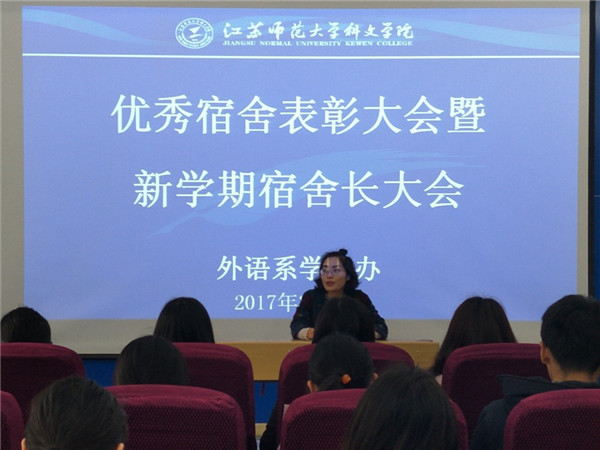 江苏师范大学科文学院
JIANGSU NORMAL UNIVERSITY KEWEN COLLEGE
优秀宿舍表彰大会暨
新学期宿舍长大会
外语系学 办
2017年